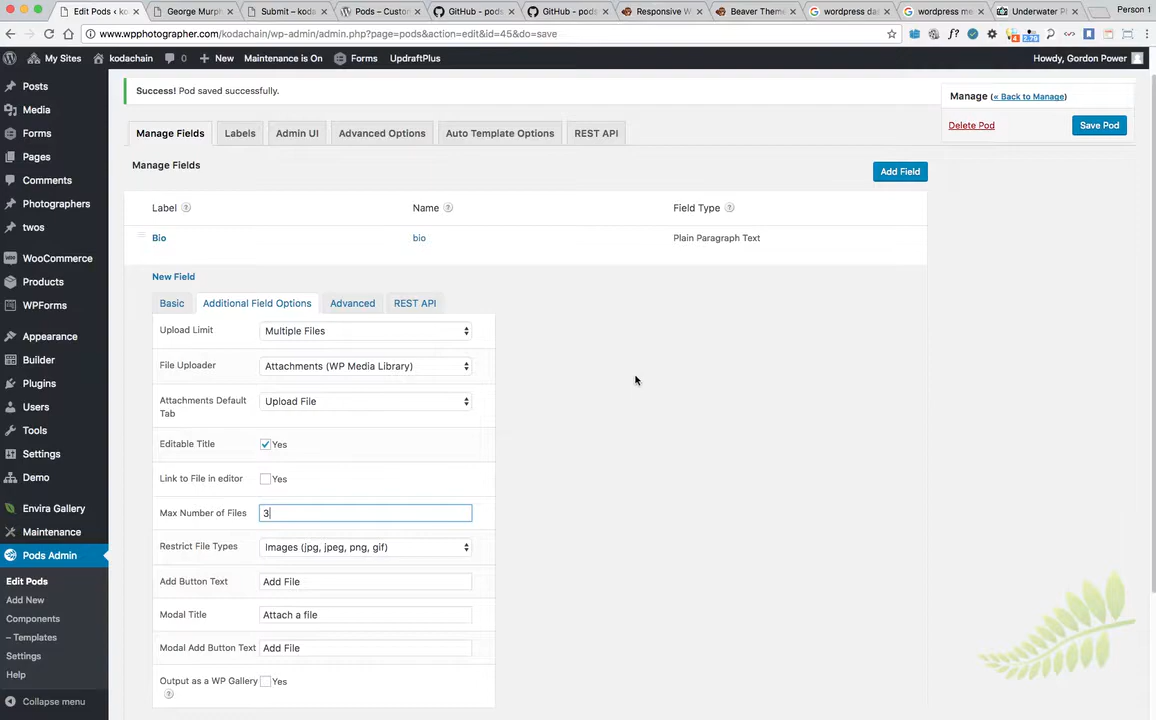 Edit Pods ‹ ko
George Murph
Submit – koda
Pods – Custom
GitHub - pods
GitHub - pods
Responsive W
Beaver Theme
wordpress das
wordpress me
Underwater P
Person 1
www.wpphotographer.com/kodachain/wp-admin/admin.php?page=pods&action=edit&id=45&do=save
My Sites
kodachain
0
New
Maintenance is On
Forms
UpdraftPlus
Howdy, Gordon Power
Posts
Media
Forms
Pages
Comments
Photographers
twos
WooCommerce
Products
WPForms
Appearance
Builder
Plugins
Users
Tools
Settings
Demo
Envira Gallery
Maintenance
Pods Admin
Edit Pods
Add New
Components
– Templates
Settings
Help
Collapse menu
Success! Pod saved successfully.
Manage Fields
Labels
Admin UI
Advanced Options
Auto Template Options
REST API
Manage Fields
Add Field
Label ?
Name ?
Field Type ?
Bio
bio
Plain Paragraph Text
New Field
Basic
Additional Field Options
Advanced
REST API
Upload Limit
Multiple Files
File Uploader
Attachments (WP Media Library)
Attachments Default
Tab
Upload File
Editable Title
Yes
Link to File in editor
Yes
Max Number of Files
3
Restrict File Types
Images (jpg, jpeg, png, gif)
Add Button Text
Add File
Modal Title
Attach a file
Modal Add Button Text
Add File
Output as a WP Gallery
?
Yes
Manage (« Back to Manage)
Delete Pod
Save Pod